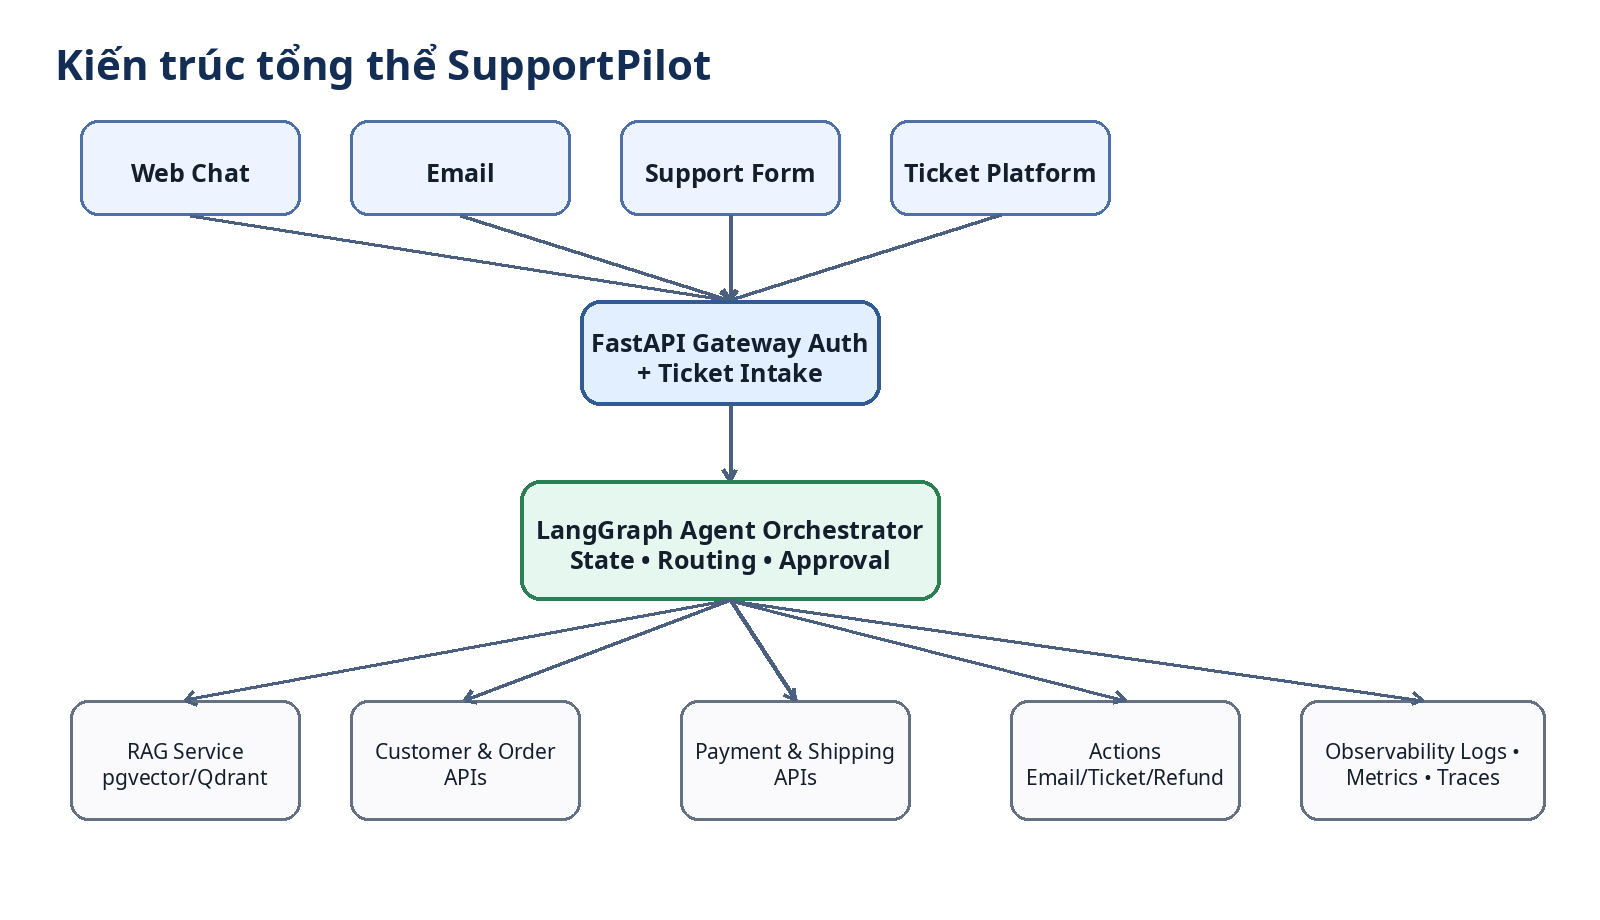 Kiến trúc tổng thể SupportPilot
Web Chat
Email
Support Form
Ticket Platform
FastAPI Gateway Auth
+ Ticket Intake
LangGraph Agent Orchestrator
State • Routing • Approval
RAG Service
pgvector/Qdrant
Customer & Order
APIs
Payment & Shipping
APIs
Actions
Email/Ticket/Refund
Observability Logs •
Metrics • Traces